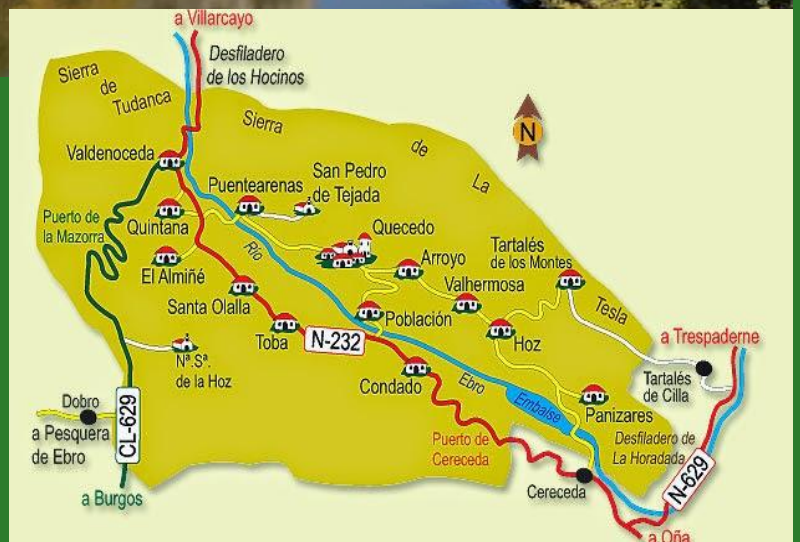 a Villarcayo
Desfiladero
de los Hocinos
Sierra
de
Tudanca
Sierra
de
La
Tesla
N
Valdenoceda
Puentearenas
San Pedro
de Tejada
Puerto de
la Mazorra
Quintana
Quecedo
El Almiñé
Río
Arroyo
Tartalés
de los Montes
Valhermosa
Santa Olalla
Población
Toba
N-232
Hoz
a Trespaderne
Nª.Sª.
de la Hoz
Condado
Ebro
Embalse
Panizares
Tartalés
de Cilla
Dobro
a Pesquera
de Ebro
CL-629
Puerto de
Cereceda
Desfiladero de
La Horadada
N-629
Cereceda
a Burgos
a Oña